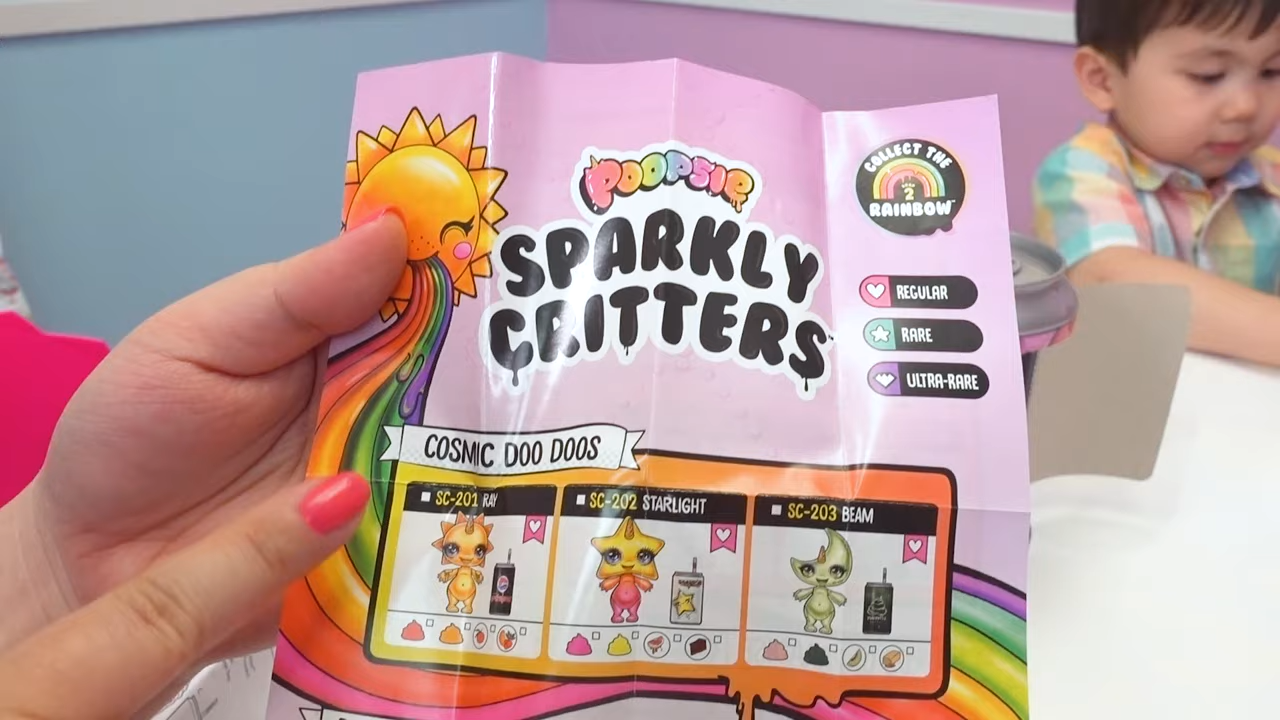 POOPSIE
SPARKLY
CRITTERS
COLLECT THE
2
RAINBOW™
REGULAR
RARE
ULTRA-RARE
COSMIC DOO DOOS
SC-201 RAY
SC-202 STARLIGHT
SC-203 BEAM